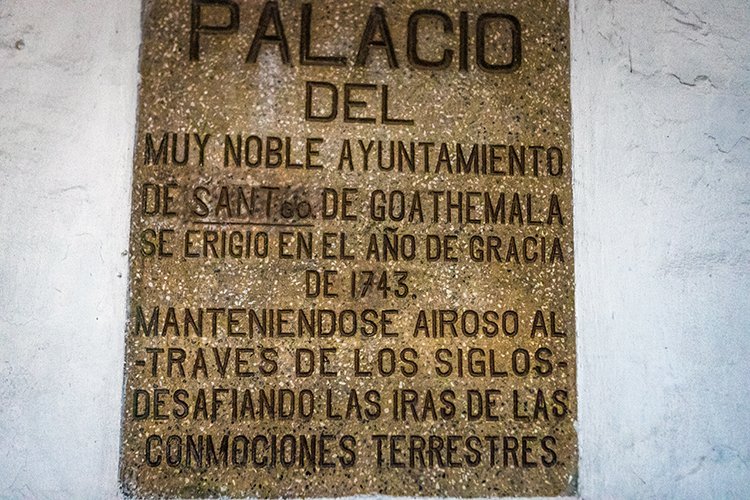 PALACIO
DEL
MUY NOBLE AYUNTAMIENTO
DE SANTGO. DE GOATHEMALA
SE ERIGIO EN EL AÑO DE GRACIA
DE 1743.
MANTENIENDOSE AIROSO AL
-TRAVES DE LOS SIGLOS-
DESAFIANDO LAS IRAS DE LAS
CONMOCIONES TERRESTRES